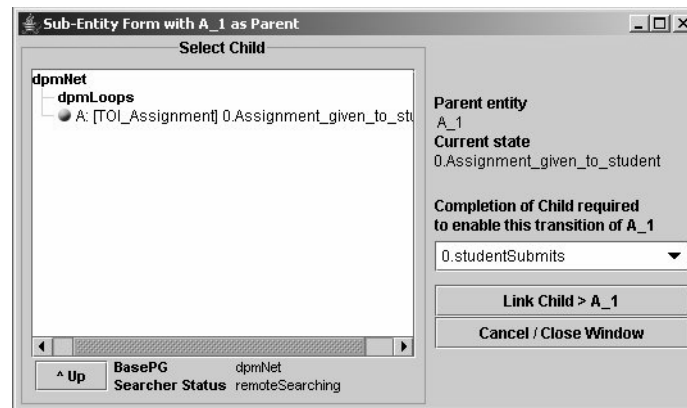 Sub-Entity Form with A_1 as Parent
Select Child
dpmNet
dpmLoops
A: [TOI_Assignment] 0.Assignment_given_to_stu
^ Up
BasePG dpmNet
Searcher Status remoteSearching
Parent entity
A_1
Current state
0.Assignment_given_to_student
Completion of Child required
to enable this transition of A_1
0.studentSubmits
Link Child > A_1
Cancel / Close Window